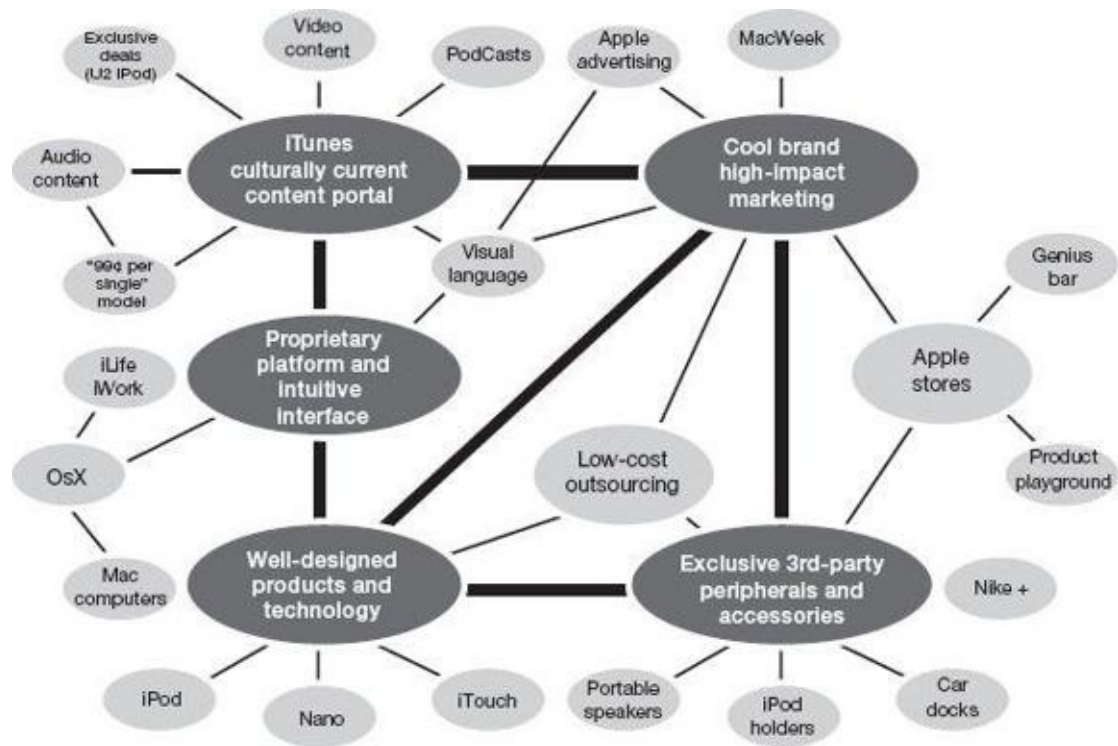 Exclusive
deals
(U2 iPod)
Video
content
PodCasts
Apple
advertising
MacWeek
iTunes
culturally current
content portal
Cool brand
high-impact
marketing
Audio
content
"99¢ per
single"
model
Visual
language
Genius
bar
Proprietary
platform and
intuitive
interface
iLife
iWork
Apple
stores
OsX
Low-cost
outsourcing
Product
playground
Mac
computers
Well-designed
products and
technology
Exclusive 3rd-party
peripherals and
accessories
Nike +
iPod
Nano
iTouch
Portable
speakers
iPod
holders
Car
docks